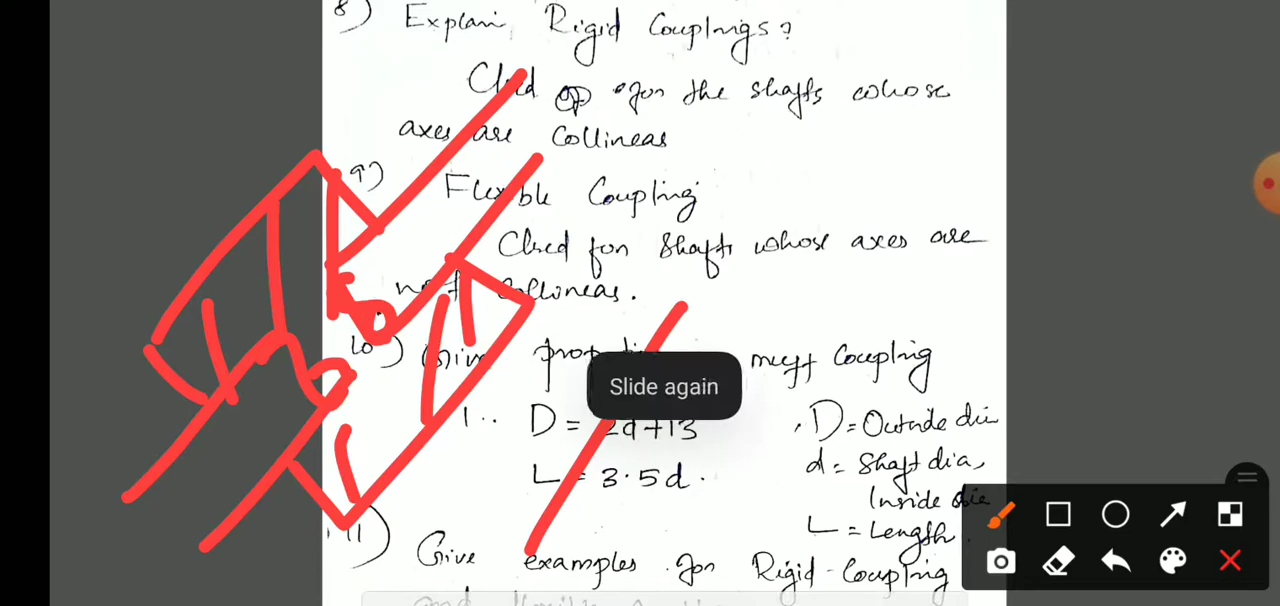 8) Explain Rigid Couplings?
for the shafts whose
axes are Collinear
9) Flexible Coupling
Used for Shafts whose axes are
not Collinear.
10) Give muff Coupling
1.. D = 2d+13 , D = Outside dia
L = 3.5d. d = Shaft dia,
Inside dia
L = Length
11) Give examples for Rigid-Coupling
Slide again